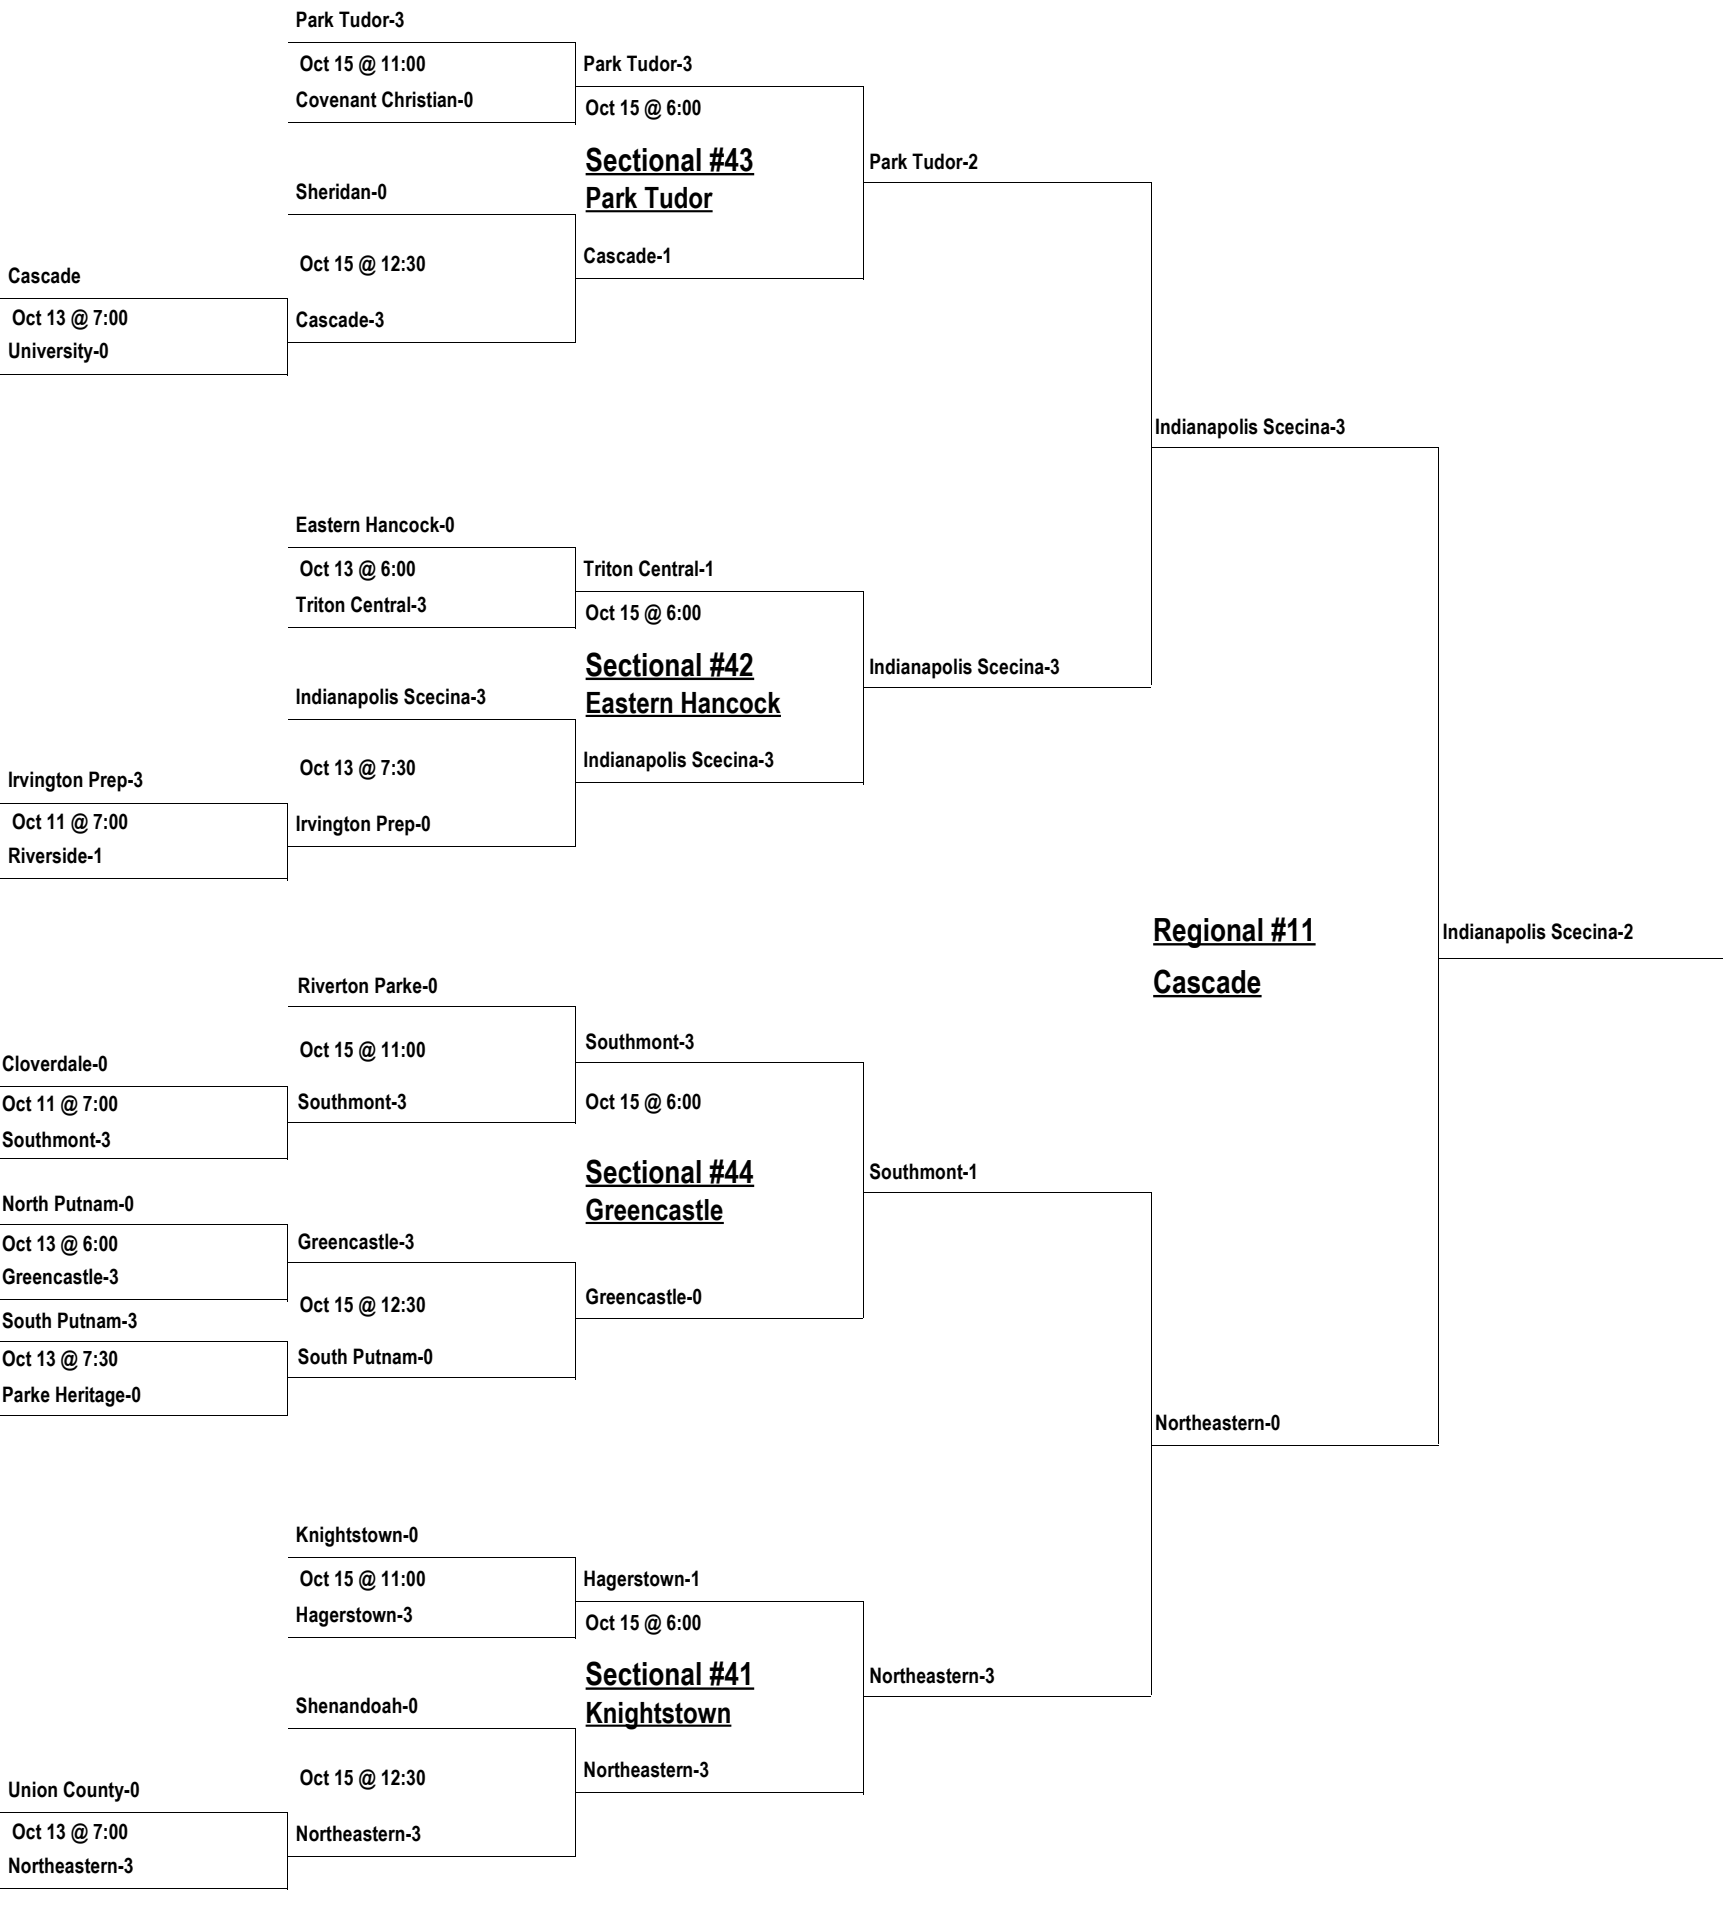 Park Tudor-3
Oct 15 @ 11:00
Park Tudor-3
Covenant Christian-0
Oct 15 @ 6:00
Sectional #43
Park Tudor-2
Sheridan-0
Park Tudor
Cascade-1
Oct 15 @ 12:30
Cascade
Oct 13 @ 7:00
Cascade-3
University-0
Indianapolis Scecina-3
Eastern Hancock-0
Oct 13 @ 6:00
Triton Central-1
Triton Central-3
Oct 15 @ 6:00
Sectional #42
Indianapolis Scecina-3
Indianapolis Scecina-3
Eastern Hancock
Indianapolis Scecina-3
Oct 13 @ 7:30
Irvington Prep-3
Oct 11 @ 7:00
Irvington Prep-0
Riverside-1
Regional #11
Indianapolis Scecina-2
Cascade
Riverton Parke-0
Southmont-3
Oct 15 @ 11:00
Cloverdale-0
Oct 11 @ 7:00
Southmont-3
Oct 15 @ 6:00
Southmont-3
Sectional #44
Southmont-1
North Putnam-0
Greencastle
Oct 13 @ 6:00
Greencastle-3
Greencastle-3
Oct 15 @ 12:30
Greencastle-0
South Putnam-3
Oct 13 @ 7:30
South Putnam-0
Parke Heritage-0
Northeastern-0
Knightstown-0
Oct 15 @ 11:00
Hagerstown-1
Hagerstown-3
Oct 15 @ 6:00
Sectional #41
Northeastern-3
Shenandoah-0
Knightstown
Northeastern-3
Oct 15 @ 12:30
Union County-0
Oct 13 @ 7:00
Northeastern-3
Northeastern-3